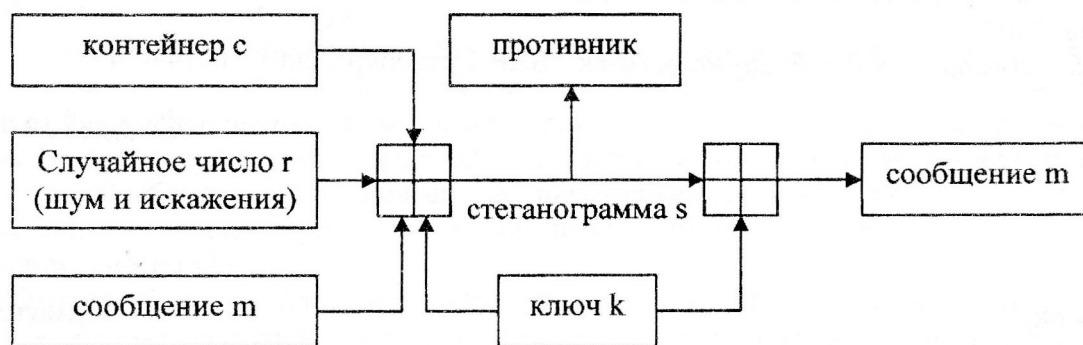 контейнер c
противник
Случайное число r
(шум и искажения)
стеганограмма s
сообщение m
сообщение m
ключ k